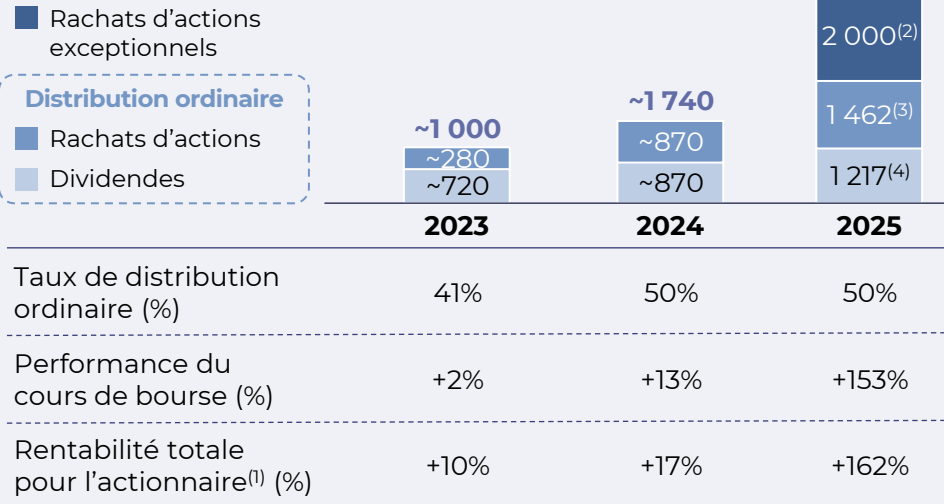 Rachats d’actions
exceptionnels
Distribution ordinaire
Rachats d’actions
Dividendes
~1 000
~280
~720
~1 740
~870
~870
2 000(2)
1 462(3)
1 217(4)
2023 2024 2025
Taux de distribution
ordinaire (%) 41% 50% 50%
Performance du
cours de bourse (%) +2% +13% +153%
Rentabilité totale
pour l’actionnaire(1) (%) +10% +17% +162%